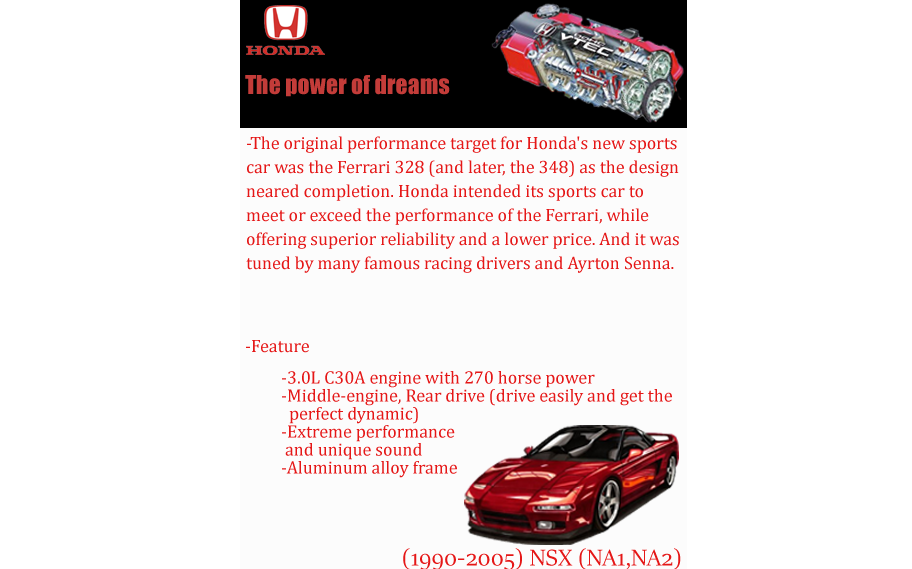 HONDA
The power of dreams
VTEC
-The original performance target for Honda's new sports
car was the Ferrari 328 (and later, the 348) as the design
neared completion. Honda intended its sports car to
meet or exceed the performance of the Ferrari, while
offering superior reliability and a lower price. And it was
tuned by many famous racing drivers and Ayrton Senna.
-Feature
-3.0L C30A engine with 270 horse power
-Middle-engine, Rear drive (drive easily and get the
perfect dynamic)
-Extreme performance
and unique sound
-Aluminum alloy frame
(1990-2005) NSX (NA1,NA2)